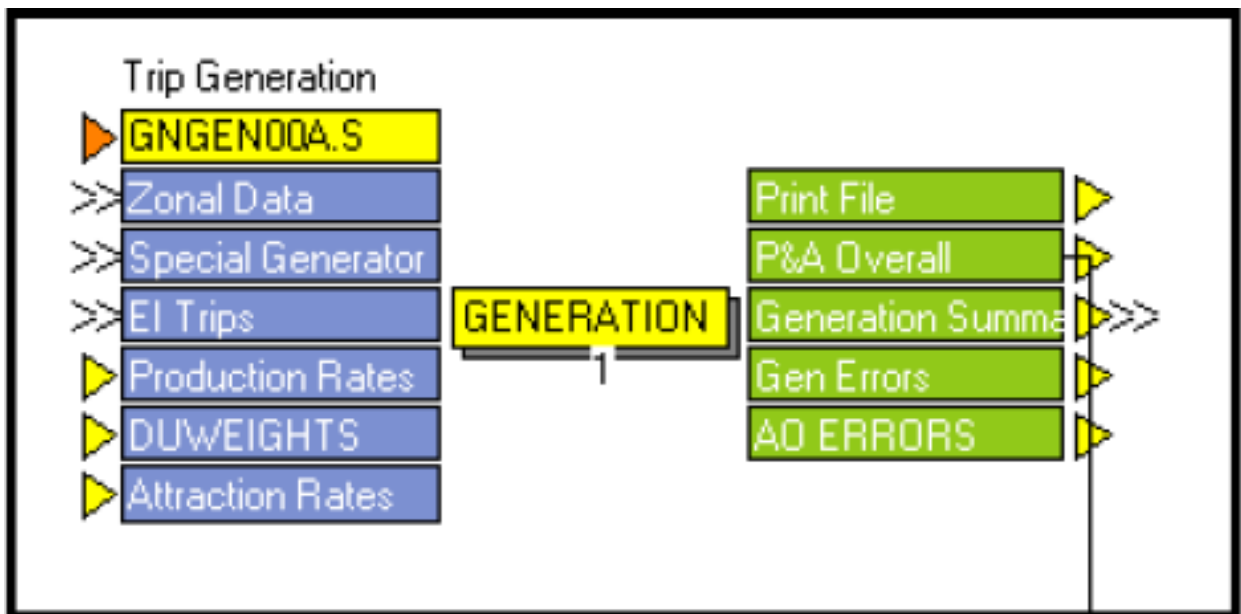 Trip Generation
GNGEN00A.S
Zonal Data
Special Generator
EI Trips
Production Rates
DUWEIGHTS
Attraction Rates
GENERATION
1
Print File
P&A Overall
Generation Summa
Gen Errors
AO ERRORS